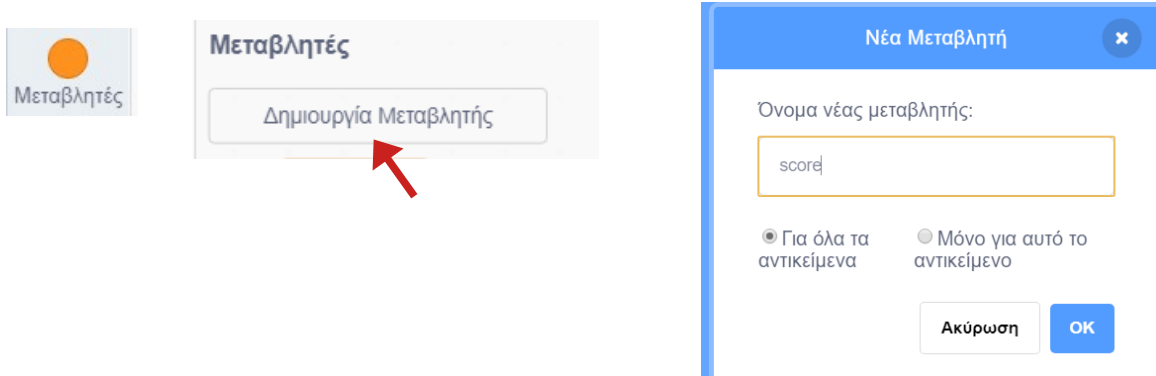 Μεταβλητές
Μεταβλητές
Δημιουργία Μεταβλητής
Νέα Μεταβλητή
Όνομα νέας μεταβλητής:
score
Για όλα τα αντικείμενα
Μόνο για αυτό το αντικείμενο
Ακύρωση
OK